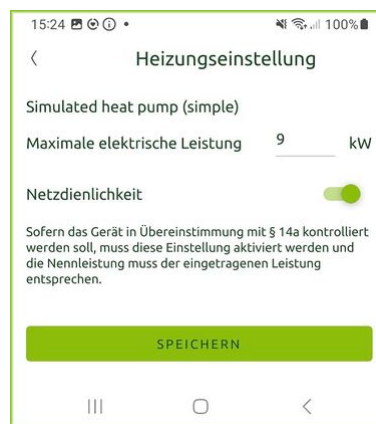 15:24 100%
Heizungseinstellung
Simulated heat pump (simple)
Maximale elektrische Leistung 9 kW
Netzdienlichkeit
Sofern das Gerät in Übereinstimmung mit § 14a kontrolliert
werden soll, muss diese Einstellung aktiviert werden und
die Nennleistung muss der eingetragenen Leistung
entsprechen.
SPEICHERN